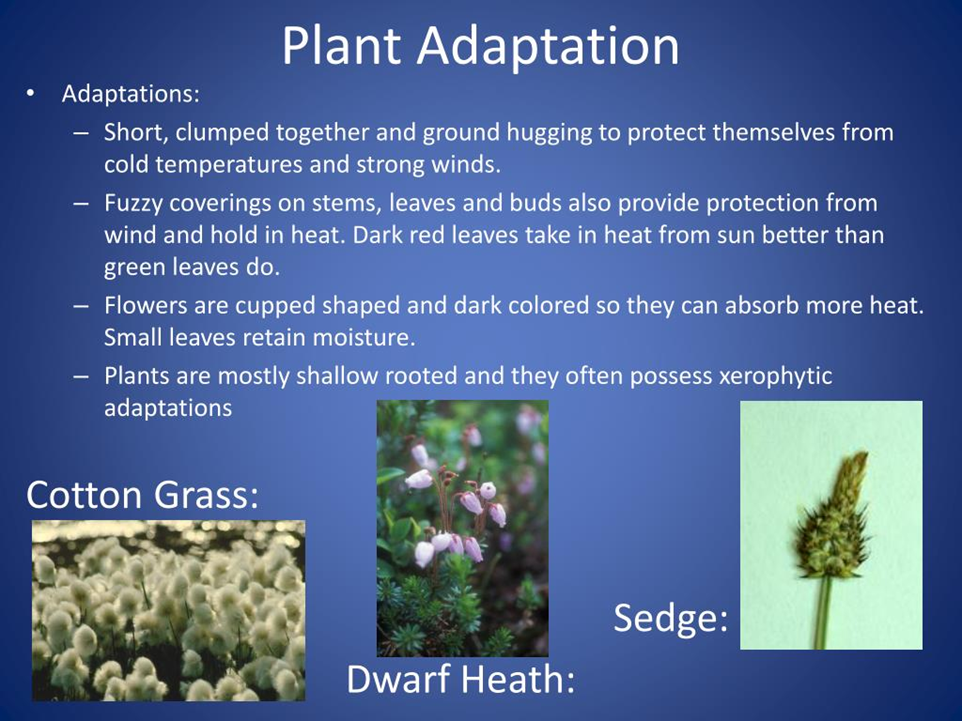 Plant Adaptation
• Adaptations:
– Short, clumped together and ground hugging to protect themselves from
cold temperatures and strong winds.
– Fuzzy coverings on stems, leaves and buds also provide protection from
wind and hold in heat. Dark red leaves take in heat from sun better than
green leaves do.
– Flowers are cupped shaped and dark colored so they can absorb more heat.
Small leaves retain moisture.
– Plants are mostly shallow rooted and they often possess xerophytic
adaptations
Cotton Grass:
Sedge:
Dwarf Heath: